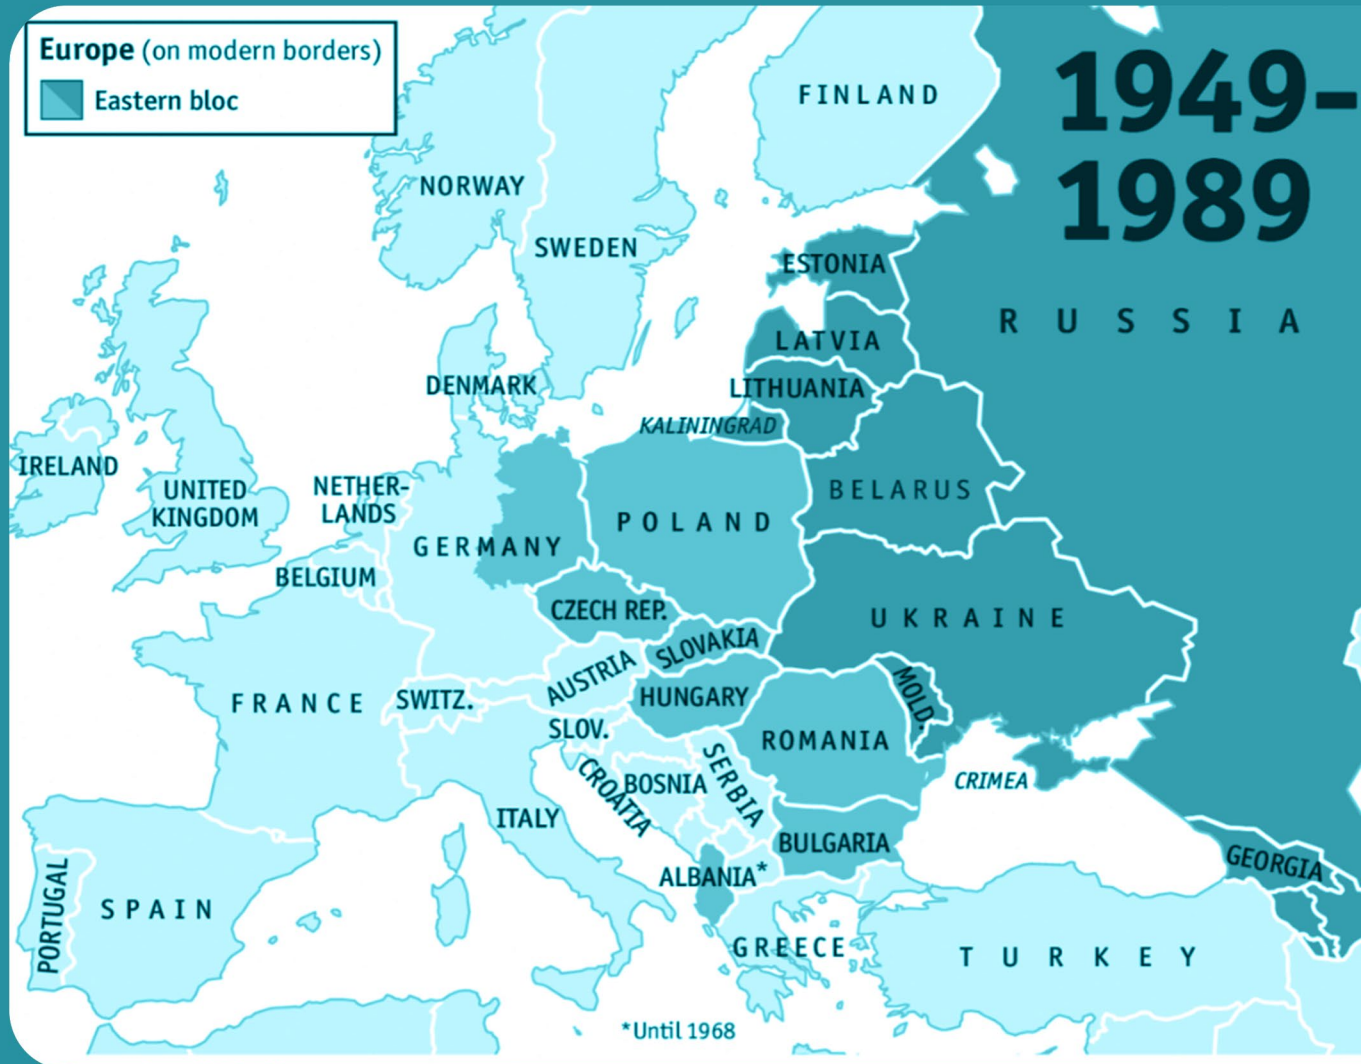 Europe (on modern borders)
Eastern bloc
1949-
1989
FINLAND
NORWAY
SWEDEN
ESTONIA
RUSSIA
LATVIA
DENMARK
LITHUANIA
KALININGRAD
IRELAND
UNITED
KINGDOM
NETHER-
LANDS
BELARUS
POLAND
GERMANY
BELGIUM
CZECH REP.
UKRAINE
SLOVAKIA
AUSTRIA
FRANCE
SWITZ.
HUNGARY
MOLD.
SLOV.
ROMANIA
CROATIA
BOSNIA
SERBIA
CRIMEA
ITALY
BULGARIA
GEORGIA
ALBANIA*
PORTUGAL
SPAIN
GREECE
TURKEY
*Until 1968